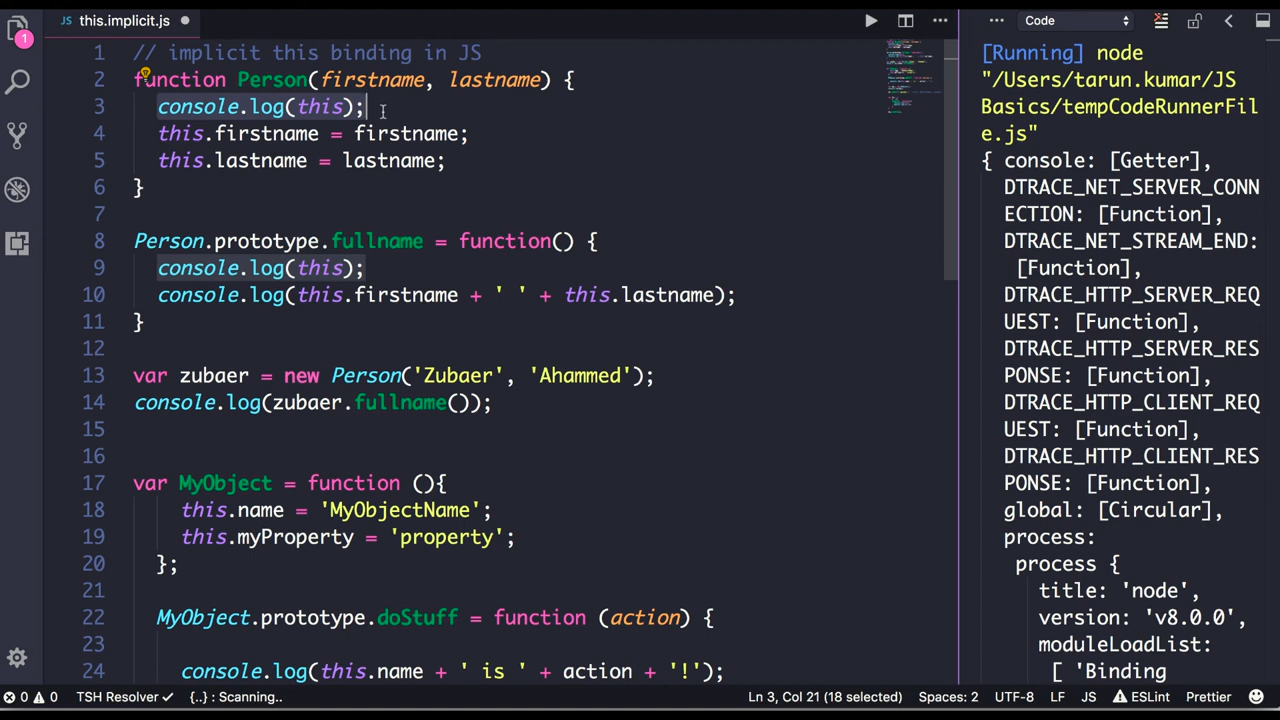 JS this.implicit.js
Code
1 // implicit this binding in JS
2 function Person(firstname, lastname) {
3 console.log(this);
4 this.firstname = firstname;
5 this.lastname = lastname;
6 }
7
8 Person.prototype.fullname = function() {
9 console.log(this);
10 console.log(this.firstname + ' ' + this.lastname);
11 }
12
13 var zubaer = new Person('Zubaer', 'Ahammed');
14 console.log(zubaer.fullname());
15
16
17 var MyObject = function (){
18 this.name = 'MyObjectName';
19 this.myProperty = 'property';
20 };
21
22 MyObject.prototype.doStuff = function (action) {
23
24 console.log(this.name + ' is ' + action + '!');
[Running] node
"/Users/tarun.kumar/JS
Basics/tempCodeRunnerFil
e.js"
{ console: [Getter],
DTRACE_NET_SERVER_CONN
ECTION: [Function],
DTRACE_NET_STREAM_END:
[Function],
DTRACE_HTTP_SERVER_REQ
UEST: [Function],
DTRACE_HTTP_SERVER_RES
PONSE: [Function],
DTRACE_HTTP_CLIENT_REQ
UEST: [Function],
DTRACE_HTTP_CLIENT_RES
PONSE: [Function],
global: [Circular],
process:
process {
title: 'node',
version: 'v8.0.0',
moduleLoadList:
[ 'Binding
1
0 0 TSH Resolver {..} : Scanning... Ln 3, Col 21 (18 selected) Spaces: 2 UTF-8 LF JS ESLint Prettier